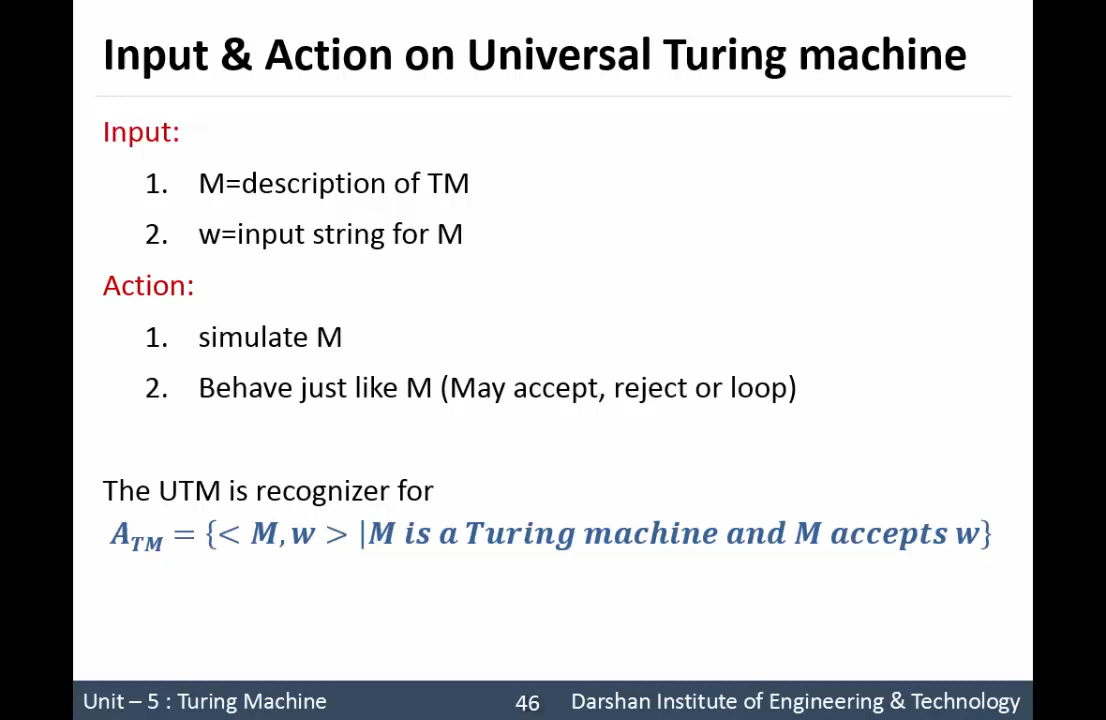 Input & Action on Universal Turing machine
Input:
1. M=description of TM
2. w=input string for M
Action:
1. simulate M
2. Behave just like M (May accept, reject or loop)
The UTM is recognizer for
A_TM = {< M, w > |M is a Turing machine and M accepts w}
Unit – 5 : Turing Machine 46 Darshan Institute of Engineering & Technology